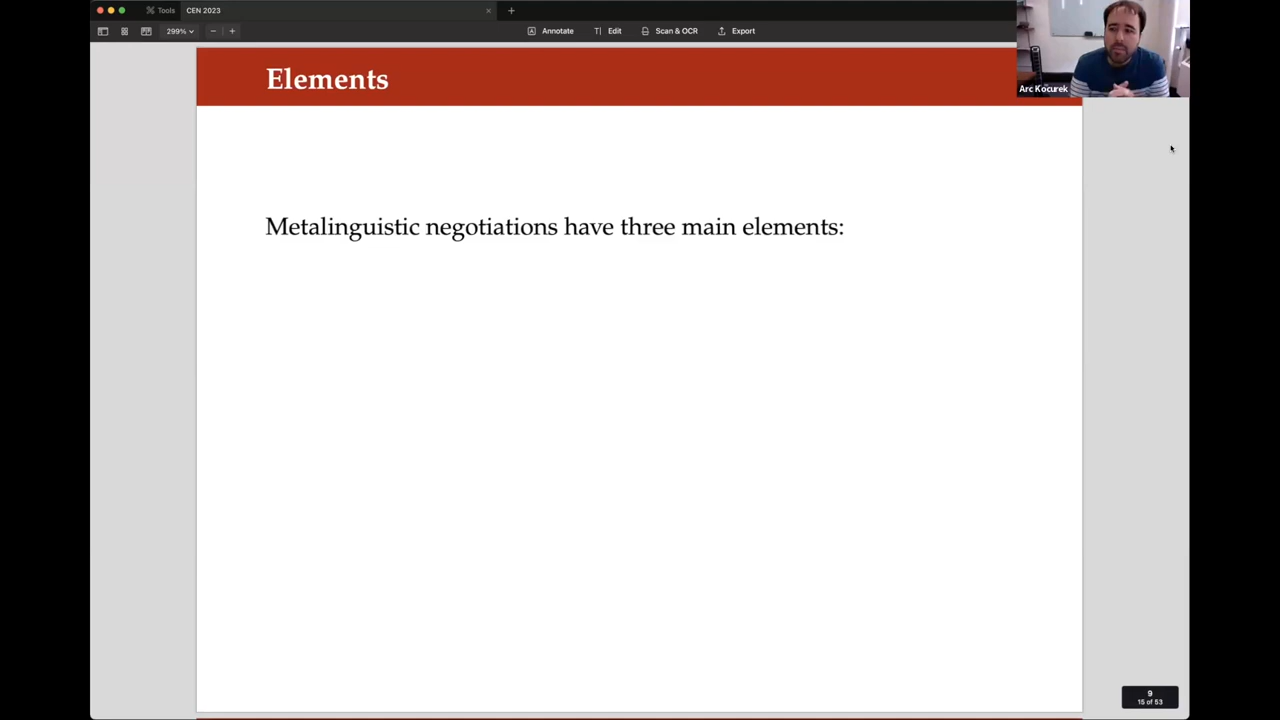 Tools
CEN 2023
299%
Annotate
Edit
Scan & OCR
Export
Arc Kocurek
Elements
Metalinguistic negotiations have three main elements:
9
15 of 53